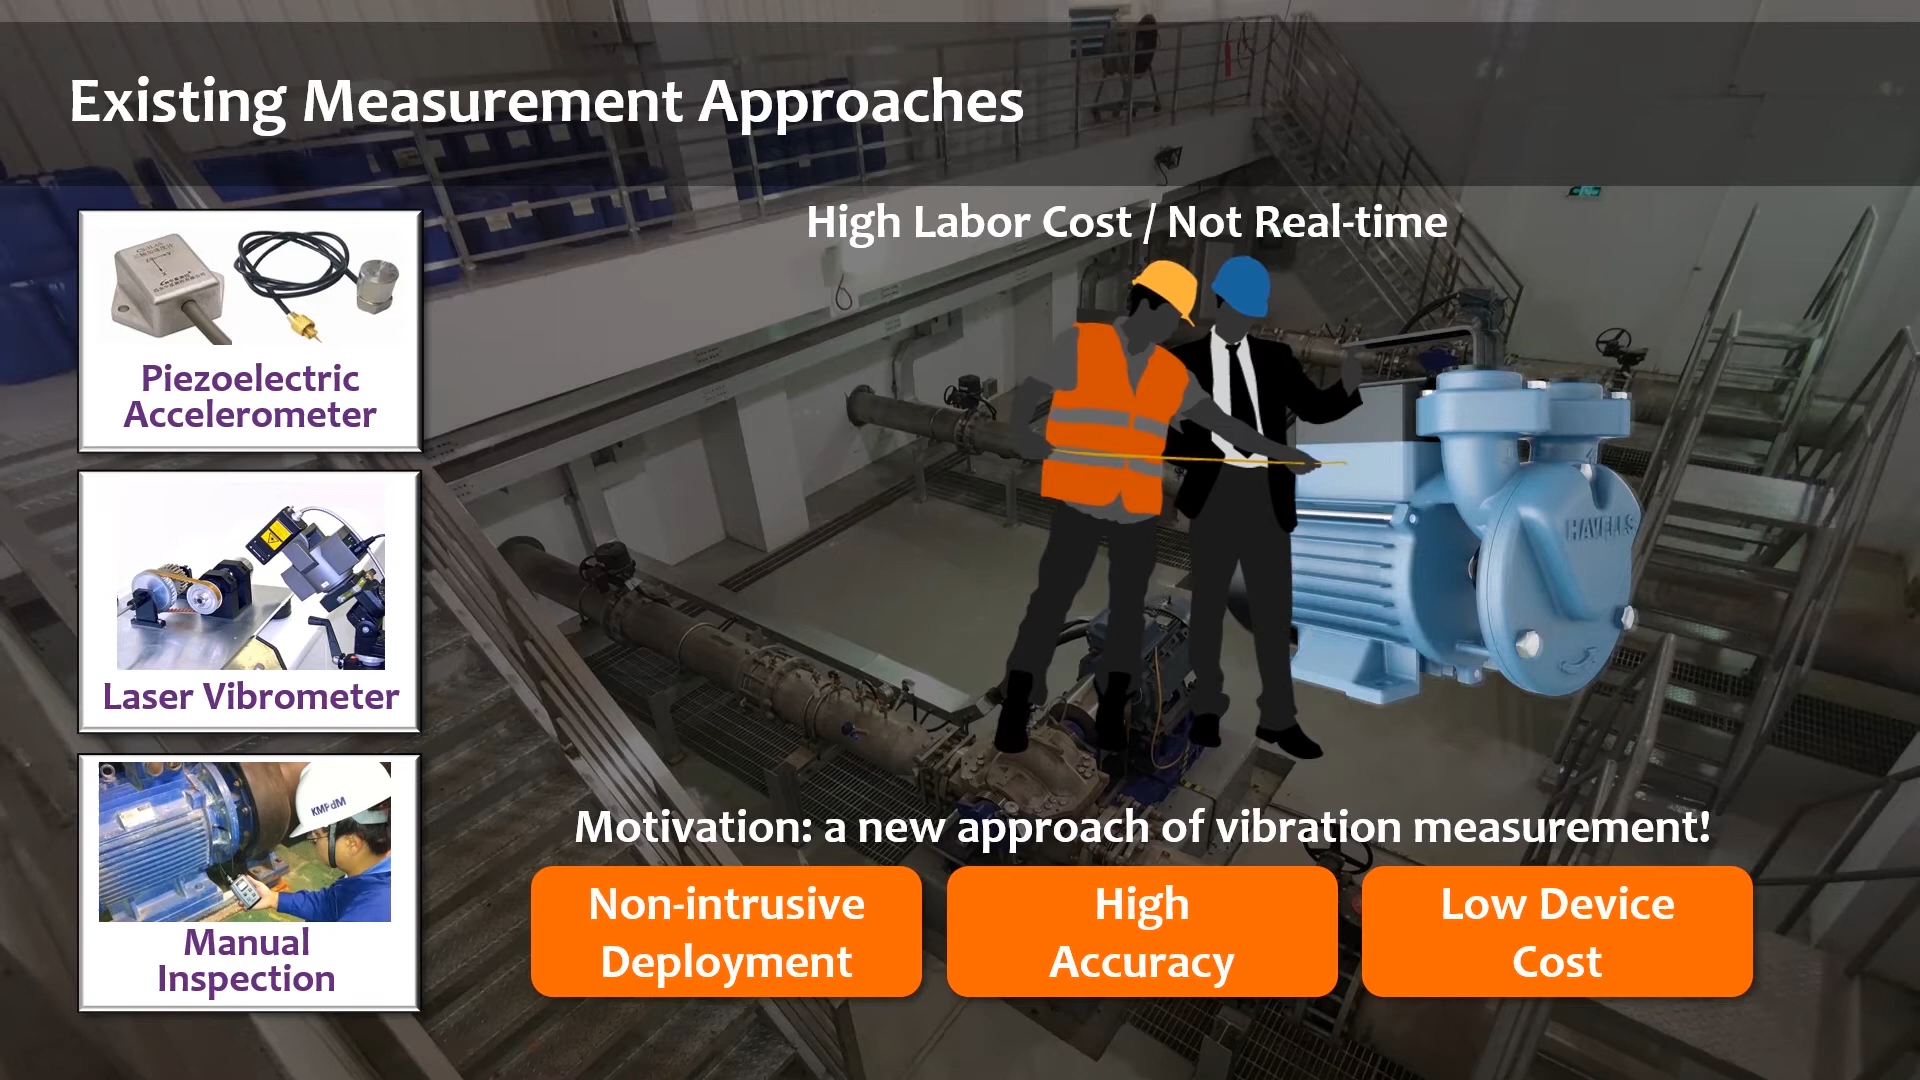 Existing Measurement Approaches
High Labor Cost / Not Real-time
Piezoelectric
Accelerometer
Laser Vibrometer
KMPdM
Manual
Inspection
HAVELLS
Motivation: a new approach of vibration measurement!
Non-intrusive
Deployment
High
Accuracy
Low Device
Cost